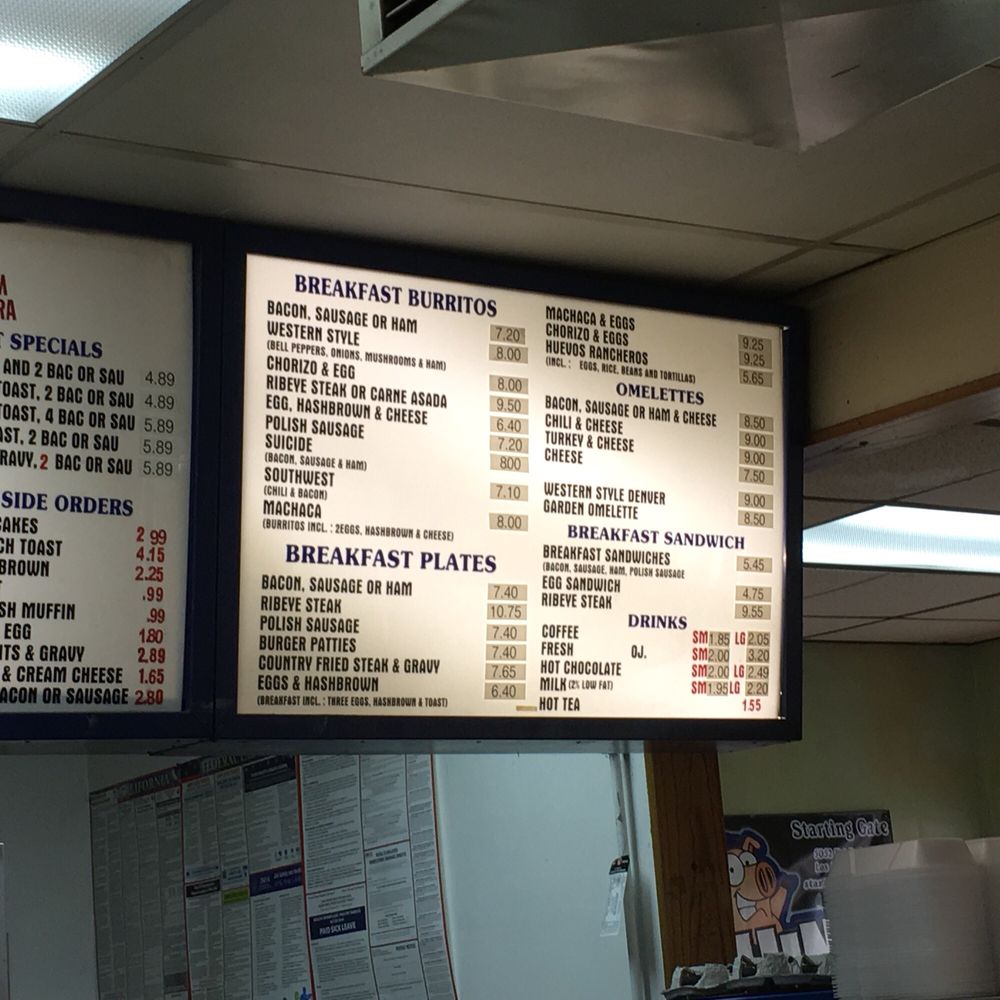 A
RA
T SPECIALS
AND 2 BAC OR SAU 4.89
TOAST, 2 BAC OR SAU 4.89
TOAST, 4 BAC OR SAU 5.89
AST, 2 BAC OR SAU 5.89
RAVY. 2 BAC OR SAU 5.89
SIDE ORDERS
CAKES 2 99
CH TOAST 4.15
BROWN 2.25
.99
SH MUFFIN .99
EGG 1.80
ITS & GRAVY 2.89
& CREAM CHEESE 1.65
ACON OR SAUSAGE 2.80
BREAKFAST BURRITOS
BACON, SAUSAGE OR HAM 7.20
WESTERN STYLE 8.00
(BELL PEPPERS, ONIONS, MUSHROOMS & HAM)
CHORIZO & EGG 8.00
RIBEYE STEAK OR CARNE ASADA 9.50
EGG, HASHBROWN & CHEESE 6.40
POLISH SAUSAGE 7.20
SUICIDE 800
(BACON, SAUSAGE & HAM)
SOUTHWEST 7.10
(CHILI & BACON)
MACHACA 8.00
(BURRITOS INCL. : 2EGGS, HASHBROWN & CHEESE)
BREAKFAST PLATES
BACON, SAUSAGE OR HAM 7.40
RIBEYE STEAK 10.75
POLISH SAUSAGE 7.40
BURGER PATTIES 7.40
COUNTRY FRIED STEAK & GRAVY 7.65
EGGS & HASHBROWN 6.40
(BREAKFAST INCL. : THREE EGGS, HASHBROWN & TOAST)
MACHACA & EGGS 9.25
CHORIZO & EGGS 9.25
HUEVOS RANCHEROS 5.65
(INCL. : EGGS, RICE, BEANS AND TORTILLAS)
OMELETTES
BACON, SAUSAGE OR HAM & CHEESE 8.50
CHILI & CHEESE 9.00
TURKEY & CHEESE 9.00
CHEESE 7.50
WESTERN STYLE DENVER 9.00
GARDEN OMELETTE 8.50
BREAKFAST SANDWICH
BREAKFAST SANDWICHES 5.45
(BACON, SAUSAGE, HAM, POLISH SAUSAGE
EGG SANDWICH 4.75
RIBEYE STEAK 9.55
DRINKS
COFFEE SM 1.85 LG 2.05
FRESH OJ. SM 2.00 3.20
HOT CHOCOLATE SM 2.00 LG 2.49
MILK (2% LOW FAT) SM 1.95 LG 2.20
HOT TEA 1.55
CALIFORNIA
FEDERAL
PAID SICK LEAVE
Starting Gate
Los
star